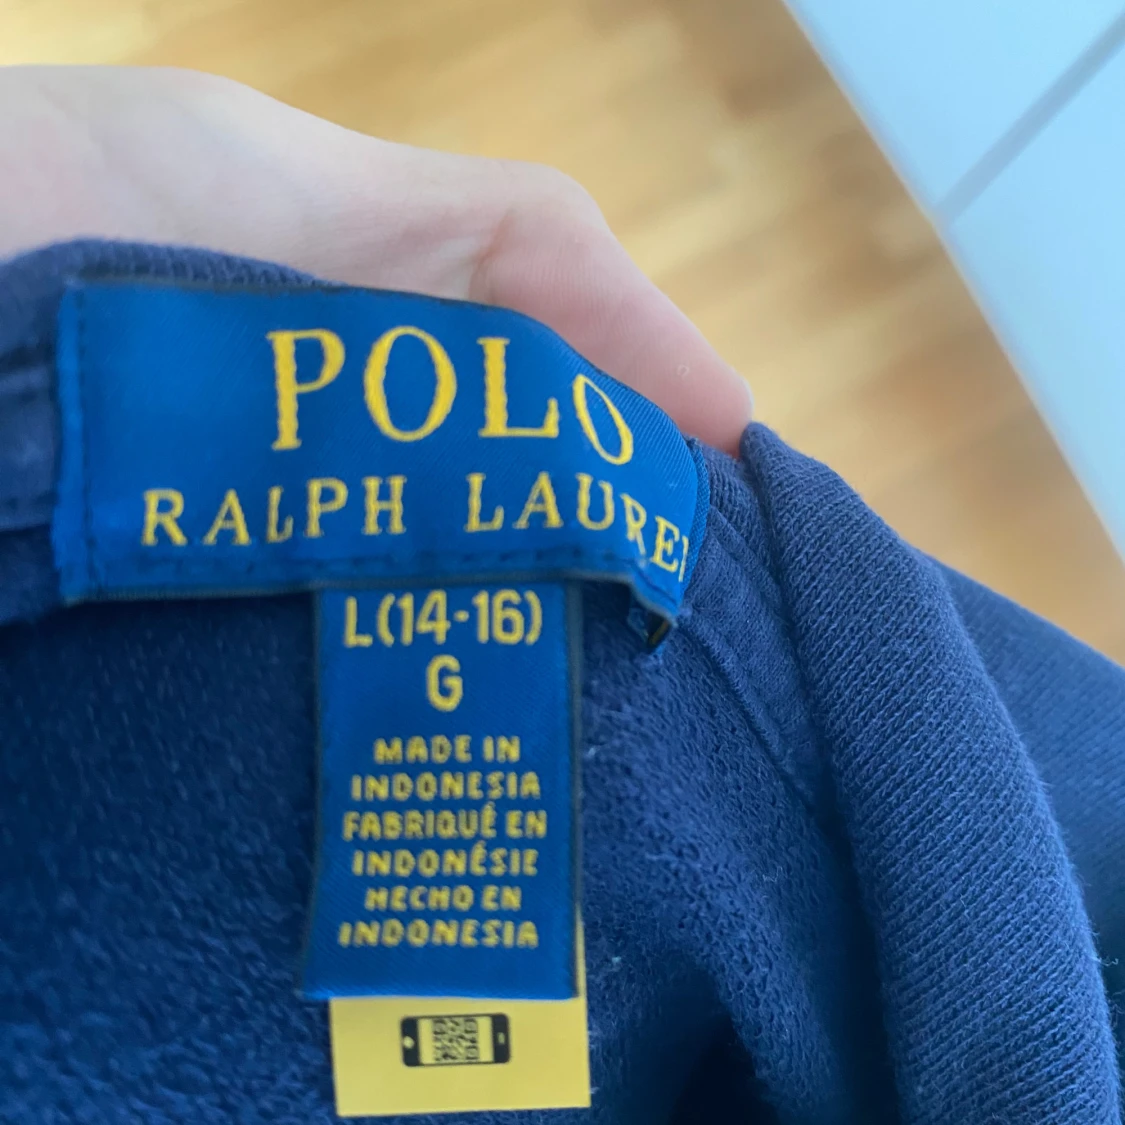 POLO
RALPH LAUREN
L(14-16)
G
MADE IN
INDONESIA
FABRIQUÉ EN
INDONÉSIE
HECHO EN
INDONESIA